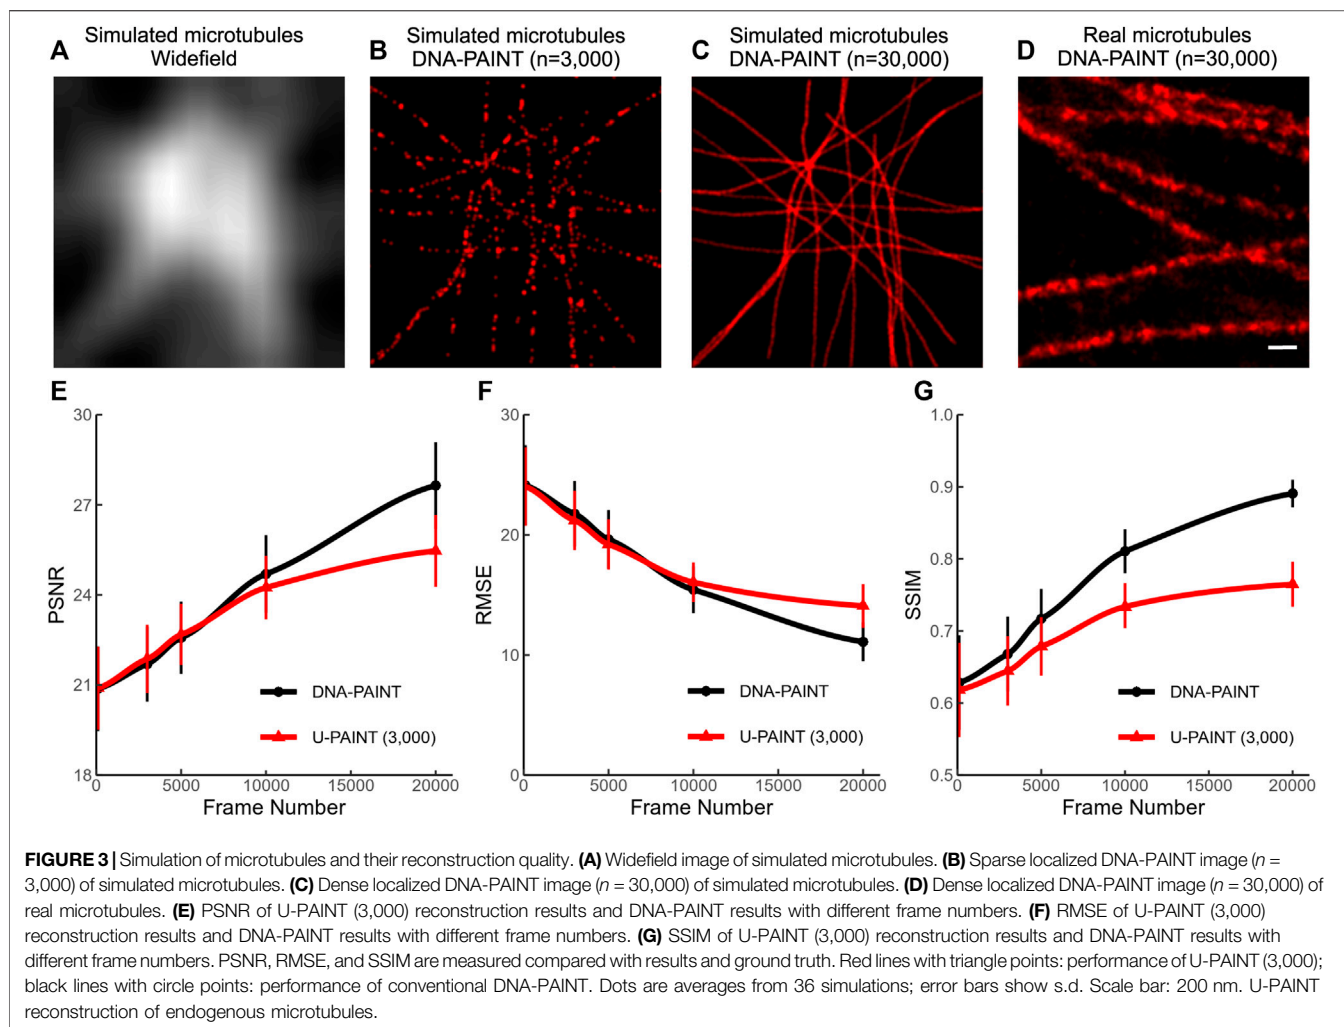 A
Simulated microtubules
Widefield
B
Simulated microtubules
DNA-PAINT (n=3,000)
C
Simulated microtubules
DNA-PAINT (n=30,000)
D
Real microtubules
DNA-PAINT (n=30,000)
E
30
27
24
21
18
PSNR
DNA-PAINT
U-PAINT (3,000)
0 5000 10000 15000 20000
Frame Number
F
30
20
10
0
RMSE
DNA-PAINT
U-PAINT (3,000)
0 5000 10000 15000 20000
Frame Number
G
1.0
0.9
0.8
0.7
0.6
0.5
SSIM
DNA-PAINT
U-PAINT (3,000)
0 5000 10000 15000 20000
Frame Number
FIGURE 3 | Simulation of microtubules and their reconstruction quality. (A) Widefield image of simulated microtubules. (B) Sparse localized DNA-PAINT image (n =
3,000) of simulated microtubules. (C) Dense localized DNA-PAINT image (n = 30,000) of simulated microtubules. (D) Dense localized DNA-PAINT image (n = 30,000) of
real microtubules. (E) PSNR of U-PAINT (3,000) reconstruction results and DNA-PAINT results with different frame numbers. (F) RMSE of U-PAINT (3,000)
reconstruction results and DNA-PAINT results with different frame numbers. (G) SSIM of U-PAINT (3,000) reconstruction results and DNA-PAINT results with
different frame numbers. PSNR, RMSE, and SSIM are measured compared with results and ground truth. Red lines with triangle points: performance of U-PAINT (3,000);
black lines with circle points: performance of conventional DNA-PAINT. Dots are averages from 36 simulations; error bars show s.d. Scale bar: 200 nm. U-PAINT
reconstruction of endogenous microtubules.